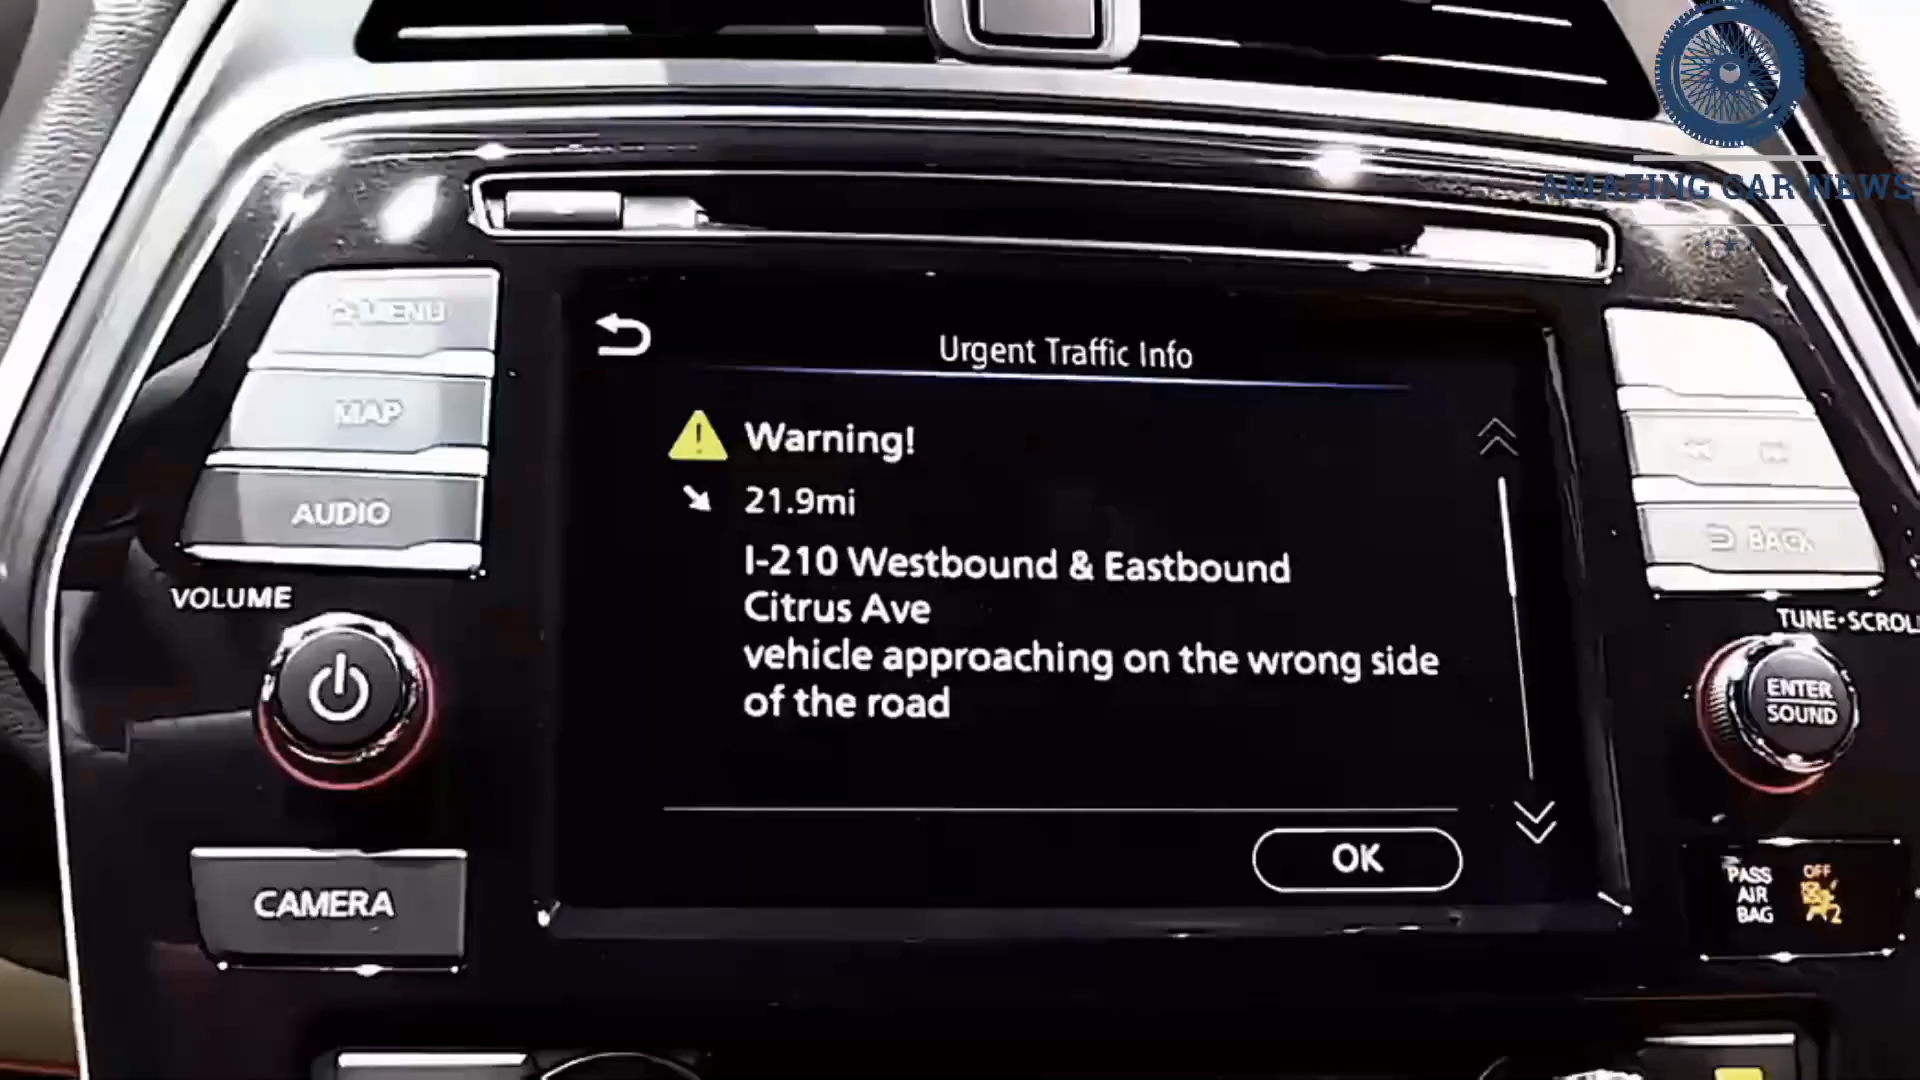 AMAZING CAR NEWS
MENU
MAP
AUDIO
VOLUME
CAMERA
Urgent Traffic Info
Warning!
21.9mi
I-210 Westbound & Eastbound
Citrus Ave
vehicle approaching on the wrong side
of the road
OK
BACK
TUNE•SCROLL
ENTER
SOUND
PASS
AIR
BAG
OFF
2